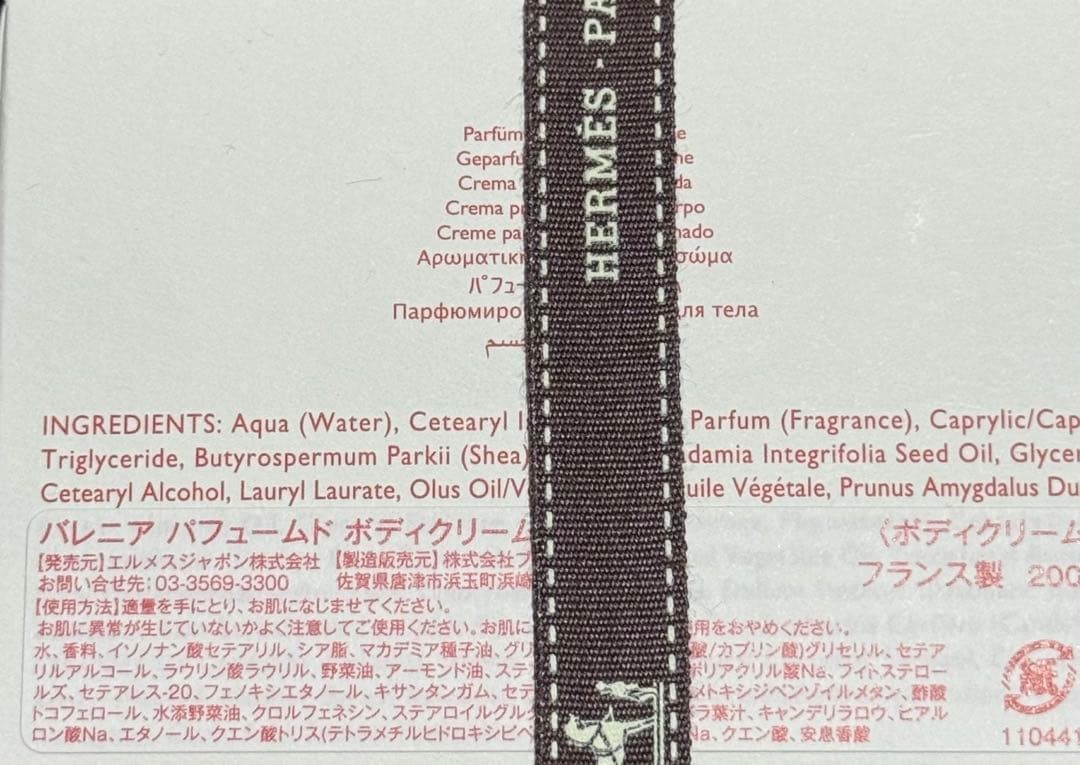 HERMÈS · PA
Parfüm e
Geparfu me
Crema da
Crema p rpo
Creme pa mado
Αρωματικ σώμα
パフュー
Парфюмиро для тела
جسم
INGREDIENTS: Aqua (Water), Cetearyl I Parfum (Fragrance), Caprylic/Cap
Triglyceride, Butyrospermum Parkii (Shea) damia Integrifolia Seed Oil, Glycer
Cetearyl Alcohol, Lauryl Laurate, Olus Oil/V uile Végétale, Prunus Amygdalus Du
バレニア パフュームド ボディクリーム 〈ボディクリーム
【発売元】エルメスジャポン株式会社 【製造販売元】株式会社ブ
お問い合せ先:03-3569-3300 佐賀県唐津市浜玉町浜崎 フランス製 200
【使用方法】適量を手にとり、お肌になじませてください。
お肌に異常が生じていないかよく注意してご使用ください。お肌に 用をおやめください。
水、香料、イソノナン酸セテアリル、シア脂、マカデミア種子油、グリ 酸/カプリン酸)グリセリル、セテア
リルアルコール、ラウリン酸ラウリル、野菜油、アーモンド油、ステ ポリアクリル酸Na、フィトステロー
ルズ、セテアレス-20、フェノキシエタノール、キサンタンガム、セテ メトキシジベンゾイルメタン、酢酸
トコフェロール、水添野菜油、クロルフェネシン、ステアロイルグル ラ葉汁、キャンデリラロウ、ヒアル
ロン酸Na、エタノール、クエン酸トリス(テトラメチルヒドロキシピペ Na、クエン酸、安息香酸
紙
110441